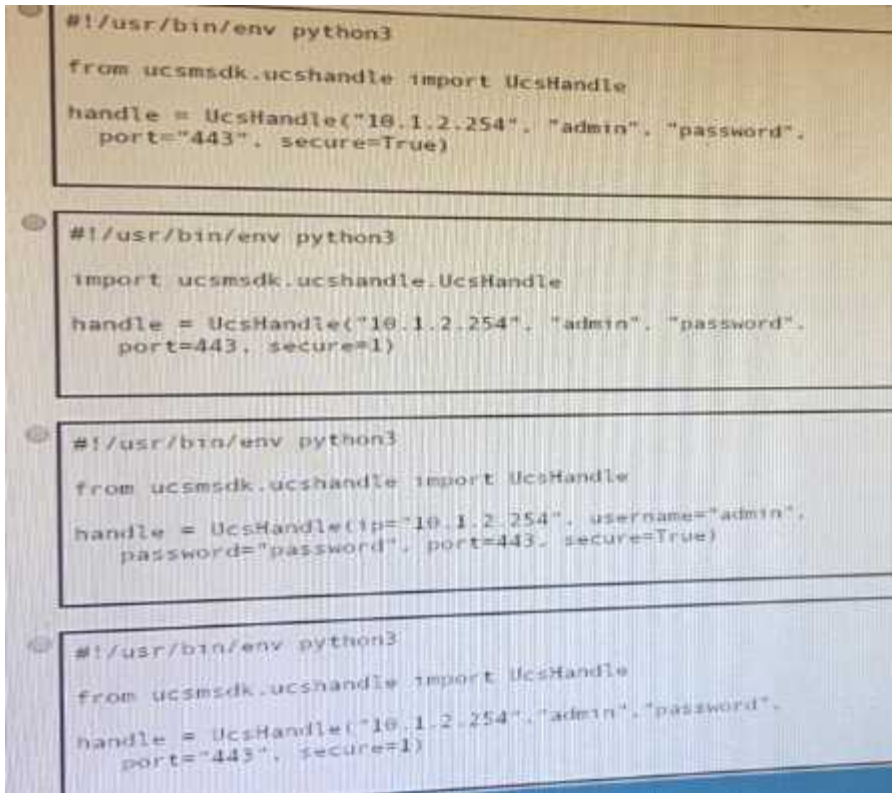 #!/usr/bin/env python3
from ucsmsdk.ucshandle import UcsHandle
handle = UcsHandle("10.1.2.254", "admin", "password",
port="443", secure=True)
#!/usr/bin/env python3
import ucsmsdk.ucshandle.UcsHandle
handle = UcsHandle("10.1.2.254", "admin", "password",
port=443, secure=1)
#!/usr/bin/env python3
from ucsmsdk.ucshandle import UcsHandle
handle = UcsHandle(ip="10.1.2.254", username="admin",
password="password", port=443, secure=True)
#!/usr/bin/env python3
from ucsmsdk.ucshandle import UcsHandle
handle = UcsHandle("10.1.2.254","admin","password",
port="443", secure=1)